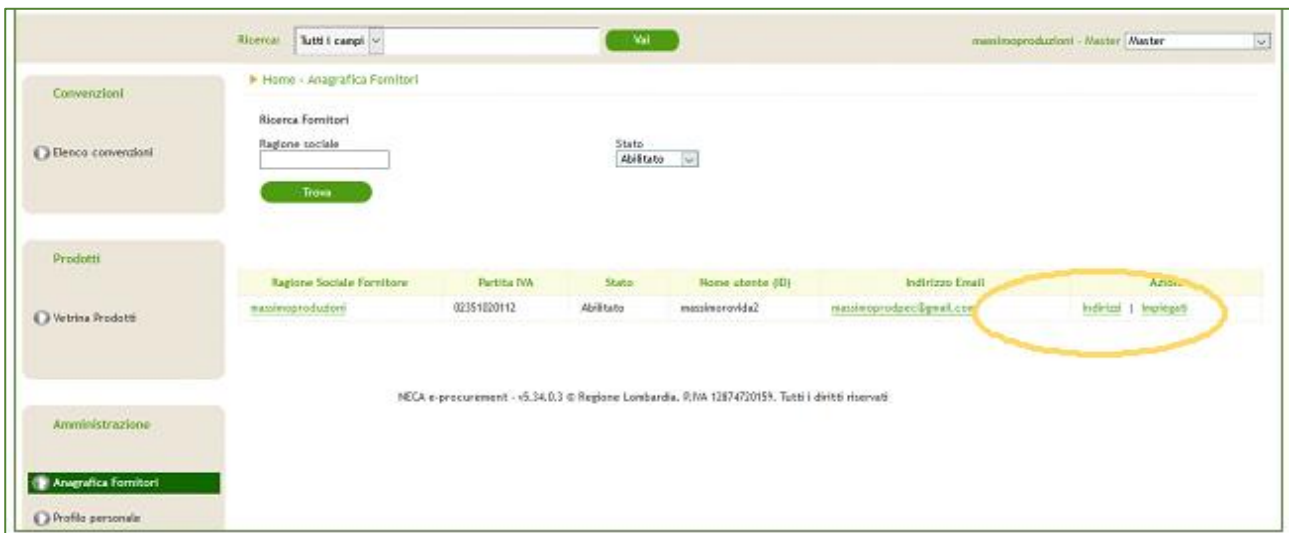 Ricerca: Tutti i campi Vai massimoproduzioni - Master Master
Home - Anagrafica Fornitori
Convenzioni
Elenco convenzioni
Ricerca Fornitori
Ragione sociale Stato
Abilitato
Trova
Prodotti
Vetrina Prodotti
Ragione Sociale Fornitore Partita IVA Stato Nome utente (ID) Indirizzo Email Azioni
massimoproduzioni 02351020112 Abilitato massimorovida2 massimoprodpec@gmail.com Indirizzi | Impiegati
NECA e-procurement - v5.34.0.3 © Regione Lombardia. P.IVA 12874720159. Tutti i diritti riservati
Amministrazione
Anagrafica Fornitori
Profilo personale